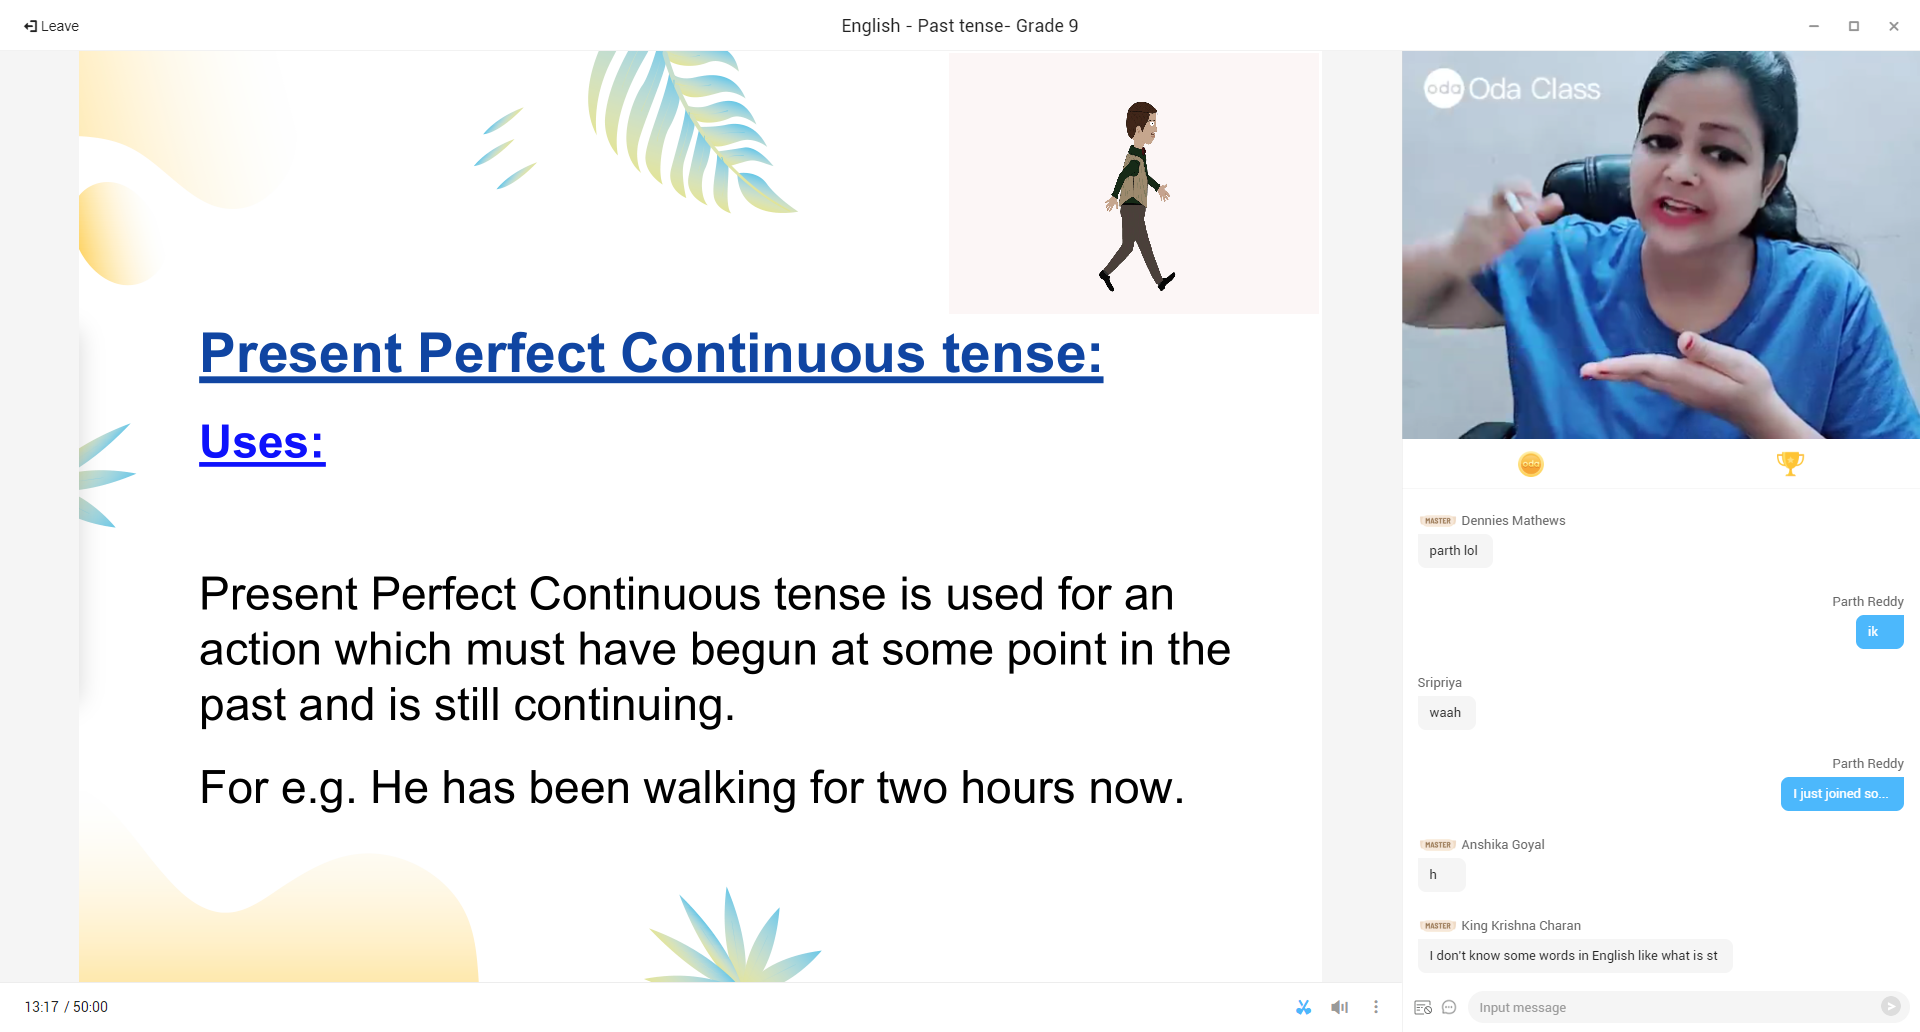 Leave
English - Past tense- Grade 9
oda Oda Class
Present Perfect Continuous tense:
Uses:
Present Perfect Continuous tense is used for an
action which must have begun at some point in the
past and is still continuing.
For e.g. He has been walking for two hours now.
oda
MASTER Dennies Mathews
parth lol
Parth Reddy
ik
Sripriya
waah
Parth Reddy
I just joined so...
MASTER Anshika Goyal
h
MASTER King Krishna Charan
I don't know some words in English like what is st
13:17 / 50:00
Input message